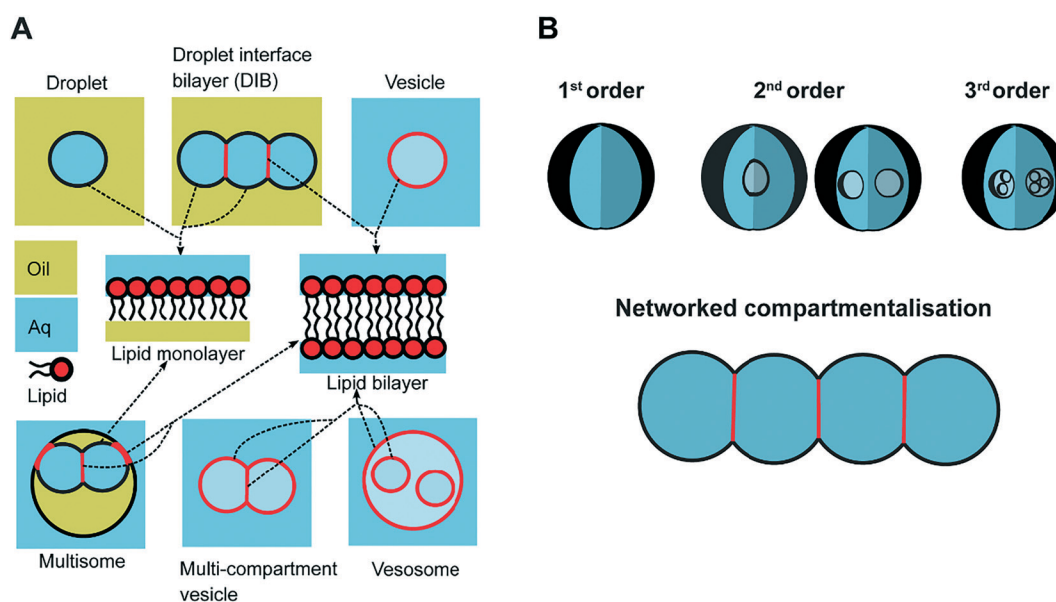 A
Droplet
Droplet interface
bilayer (DIB)
Vesicle
Oil
Aq
Lipid
Lipid monolayer
Lipid bilayer
Multisome
Multi-compartment
vesicle
Vesosome
B
1st order
2nd order
3rd order
Networked compartmentalisation